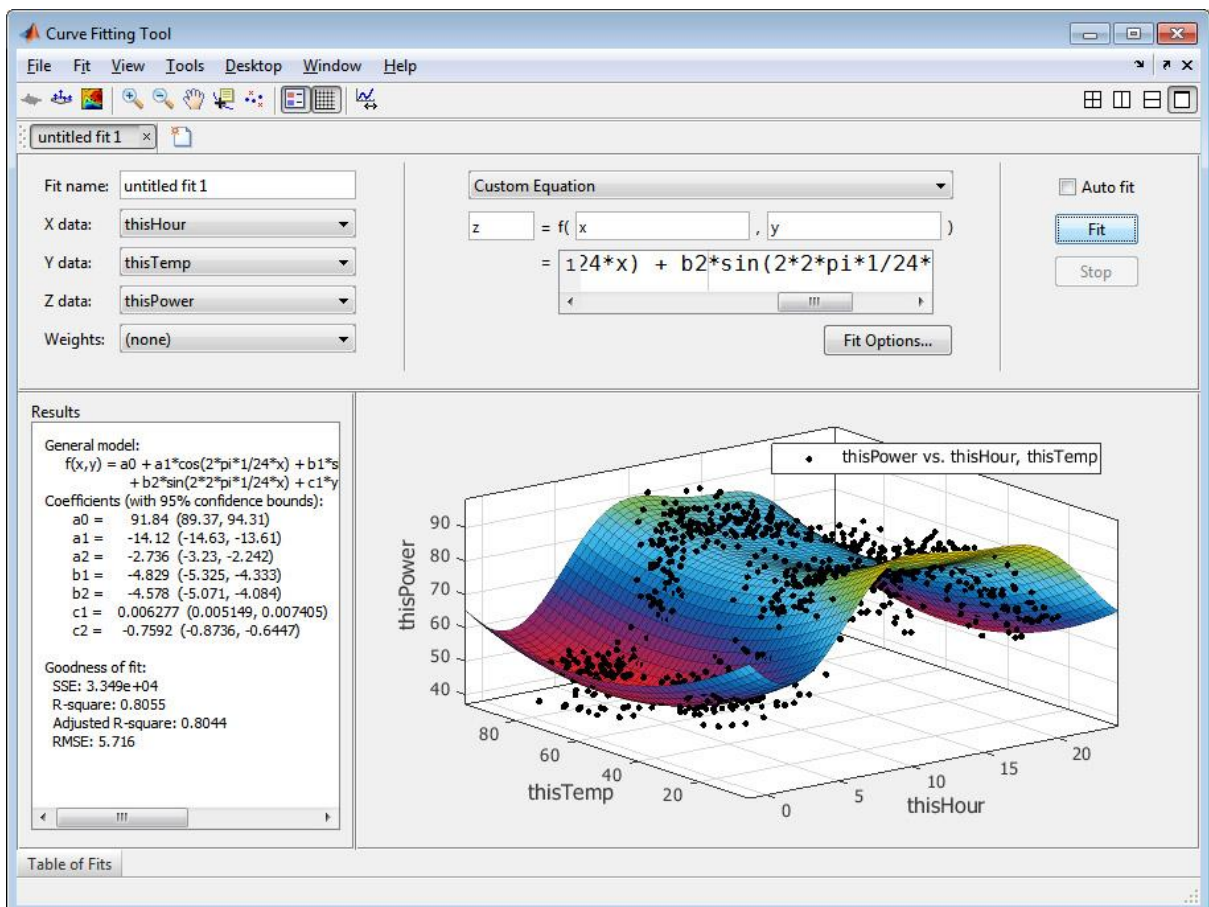 Curve Fitting Tool
File Fit View Tools Desktop Window Help
untitled fit 1
Fit name: untitled fit 1
X data: thisHour
Y data: thisTemp
Z data: thisPower
Weights: (none)
Custom Equation
z = f( x , y )
= 1 24*x) + b2*sin(2*2*pi*1/24*
Fit Options...
Auto fit
Fit
Stop
Results
General model:
f(x,y) = a0 + a1*cos(2*pi*1/24*x) + b1*s
+ b2*sin(2*2*pi*1/24*x) + c1*y
Coefficients (with 95% confidence bounds):
a0 = 91.84 (89.37, 94.31)
a1 = -14.12 (-14.63, -13.61)
a2 = -2.736 (-3.23, -2.242)
b1 = -4.829 (-5.325, -4.333)
b2 = -4.578 (-5.071, -4.084)
c1 = 0.006277 (0.005149, 0.007405)
c2 = -0.7592 (-0.8736, -0.6447)
Goodness of fit:
SSE: 3.349e+04
R-square: 0.8055
Adjusted R-square: 0.8044
RMSE: 5.716
thisPower vs. thisHour, thisTemp
90
80
70
60
50
40
thisPower
80
60
40
20
thisTemp
0
5
10
15
20
thisHour
Table of Fits